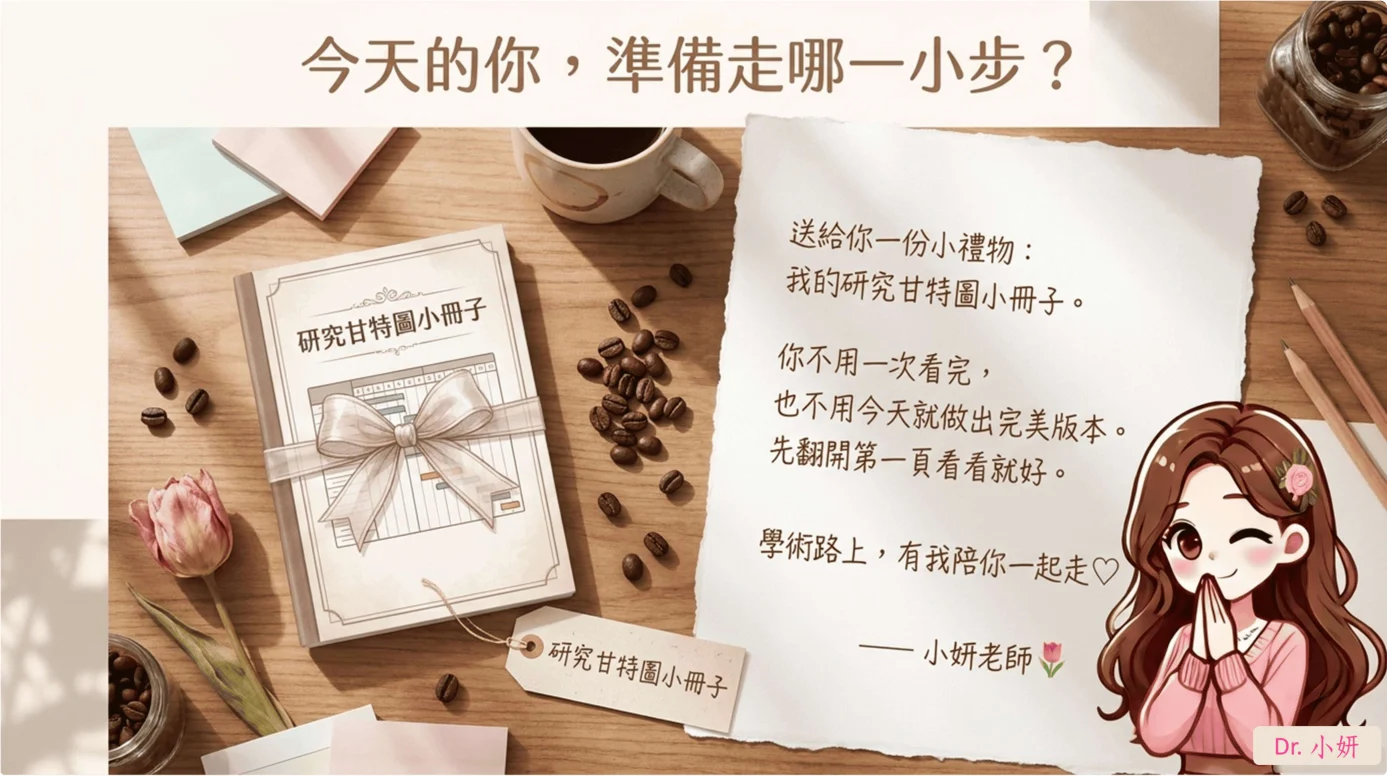 今天的你，準備走哪一小步？
研究甘特圖小冊子
研究甘特圖小冊子
送給你一份小禮物：
我的研究甘特圖小冊子。
你不用一次看完，
也不用今天就做出完美版本。
先翻開第一頁看看就好。
學術路上，有我陪你一起走♡
—— 小妍老師🌷
Dr. 小妍